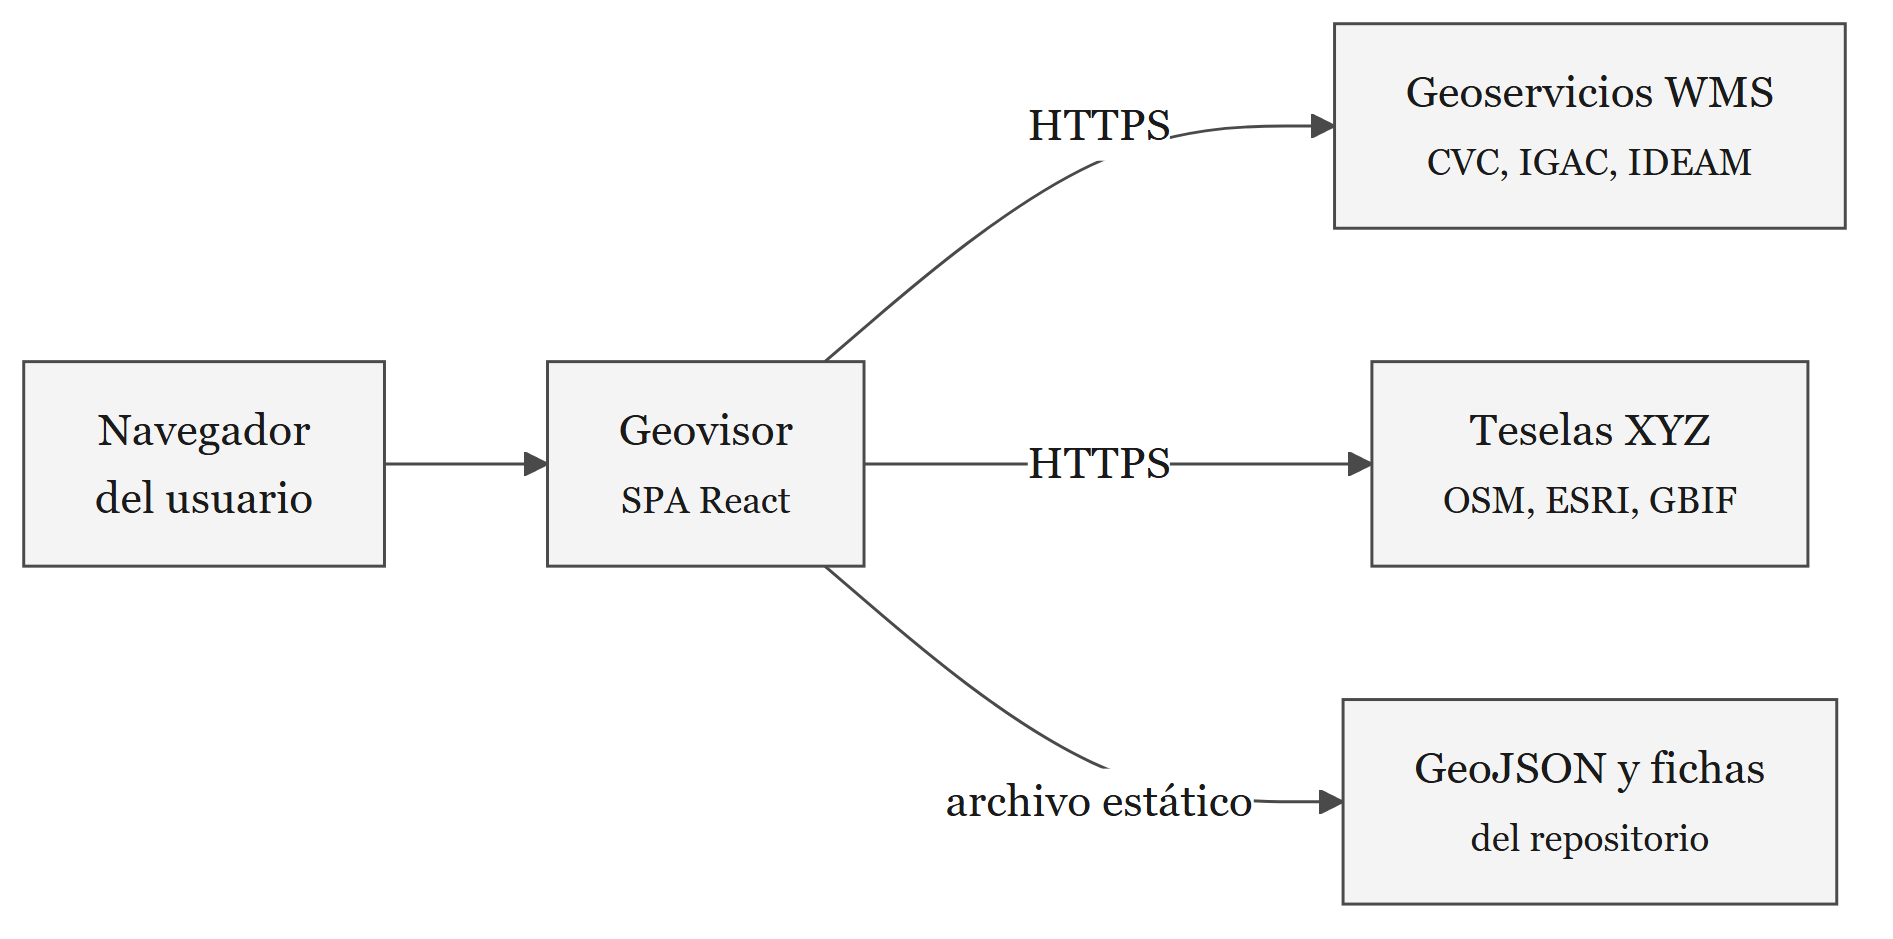 Navegador
del usuario
Geovisor
SPA React
HTTPS
Geoservicios WMS
CVC, IGAC, IDEAM
HTTPS
Teselas XYZ
OSM, ESRI, GBIF
archivo estático
GeoJSON y fichas
del repositorio